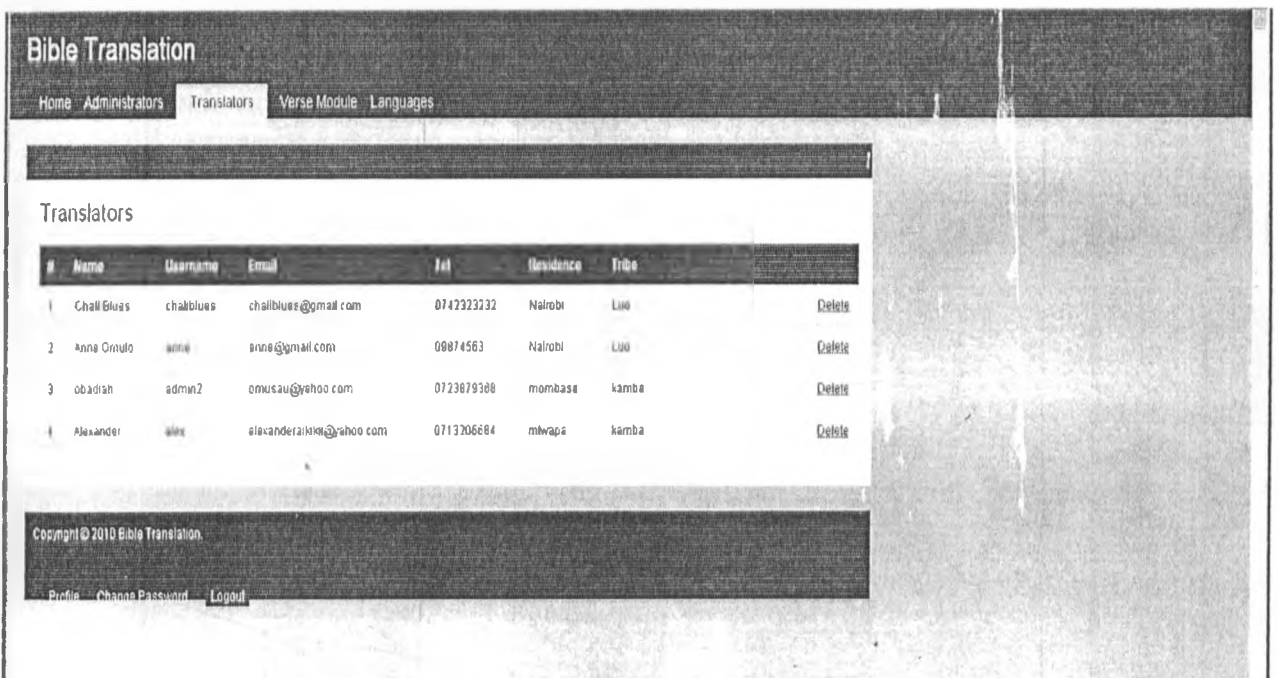 Bible Translation
Home Administrators Translators Verse Module Languages
Translators
# Name Username Email Tel Residence Tribe
1 Chali Blues chaliblues chaliblues@gmail.com 0742323232 Nairobi Luo Delete
2 Anne Omulo anne anne@gmail.com 09874563 Nairobi Luo Delete
3 obadiah admin2 omusau@yahoo.com mombasa kamba Delete
4 Alexander alex mtwapa kamba Delete
Copyright © 2010 Bible Translation.
Profile Change Password Logout